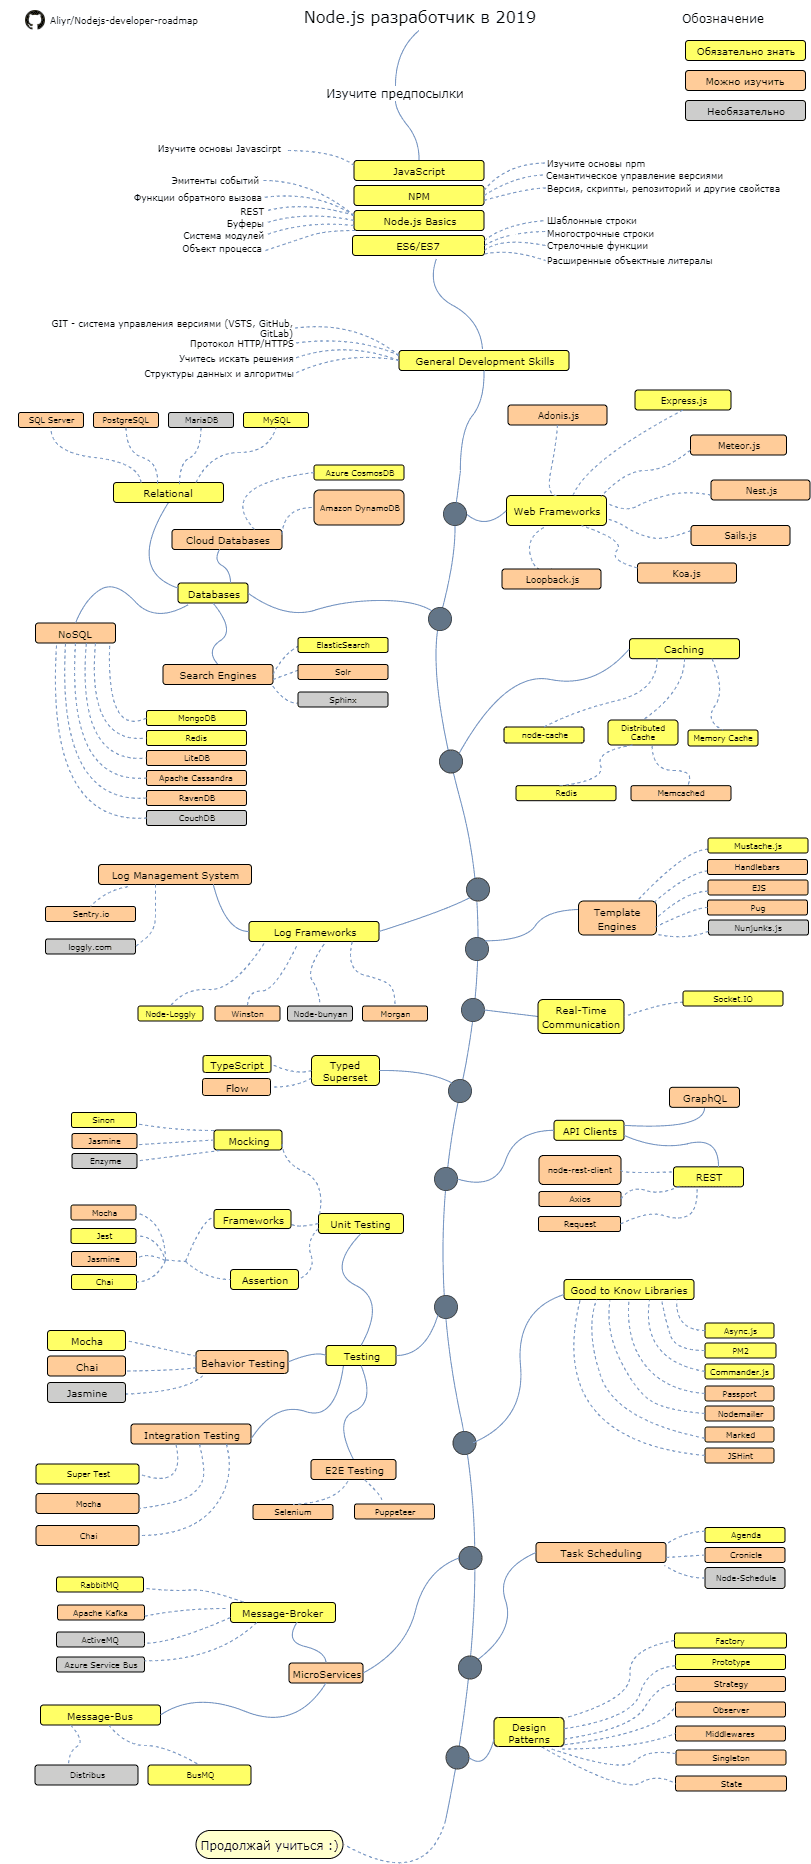 Aliyr/Nodejs-developer-roadmap
Node.js разработчик в 2019
Обозначение
Обязательно знать
Можно изучить
Необязательно
Изучите предпосылки
Изучите основы Javascirpt
JavaScript
NPM
Node.js Basics
ES6/ES7
Изучите основы npm
Семантическое управление версиями
Версия, скрипты, репозиторий и другие свойства
Эмитенты событий
Функции обратного вызова
REST
Буферы
Система модулей
Объект процесса
Шаблонные строки
Многострочные строки
Стрелочные функции
Расширенные объектные литералы
GIT - система управления версиями (VSTS, GitHub,
GitLab)
Протокол HTTP/HTTPS
Учитесь искать решения
Структуры данных и алгоритмы
General Development Skills
SQL Server
PostgreSQL
MariaDB
MySQL
Relational
Azure CosmosDB
Amazon DynamoDB
Cloud Databases
Databases
NoSQL
Search Engines
ElasticSearch
Solr
Sphinx
MongoDB
Redis
LiteDB
Apache Cassandra
RavenDB
CouchDB
Adonis.js
Express.js
Meteor.js
Nest.js
Web Frameworks
Sails.js
Koa.js
Loopback.js
Caching
node-cache
Distributed
Cache
Memory Cache
Redis
Memcached
Log Management System
Sentry.io
loggly.com
Log Frameworks
Node-Loggly
Winston
Node-bunyan
Morgan
Template
Engines
Mustache.js
Handlebars
EJS
Pug
Nunjunks.js
Real-Time
Communication
Socket.IO
TypeScript
Flow
Typed
Superset
GraphQL
API Clients
REST
node-rest-client
Axios
Request
Sinon
Jasmine
Enzyme
Mocking
Mocha
Jest
Jasmine
Chai
Frameworks
Assertion
Unit Testing
Good to Know Libraries
Async.js
PM2
Commander.js
Passport
Nodemailer
Marked
JSHint
Mocha
Chai
Jasmine
Behavior Testing
Testing
Integration Testing
Super Test
Mocha
Chai
E2E Testing
Selenium
Puppeteer
Task Scheduling
Agenda
Cronicle
Node-Schedule
RabbitMQ
Apache Kafka
ActiveMQ
Azure Service Bus
Message-Broker
MicroServices
Message-Bus
Distribus
BusMQ
Design
Patterns
Factory
Prototype
Strategy
Observer
Middlewares
Singleton
State
Продолжай учиться :)